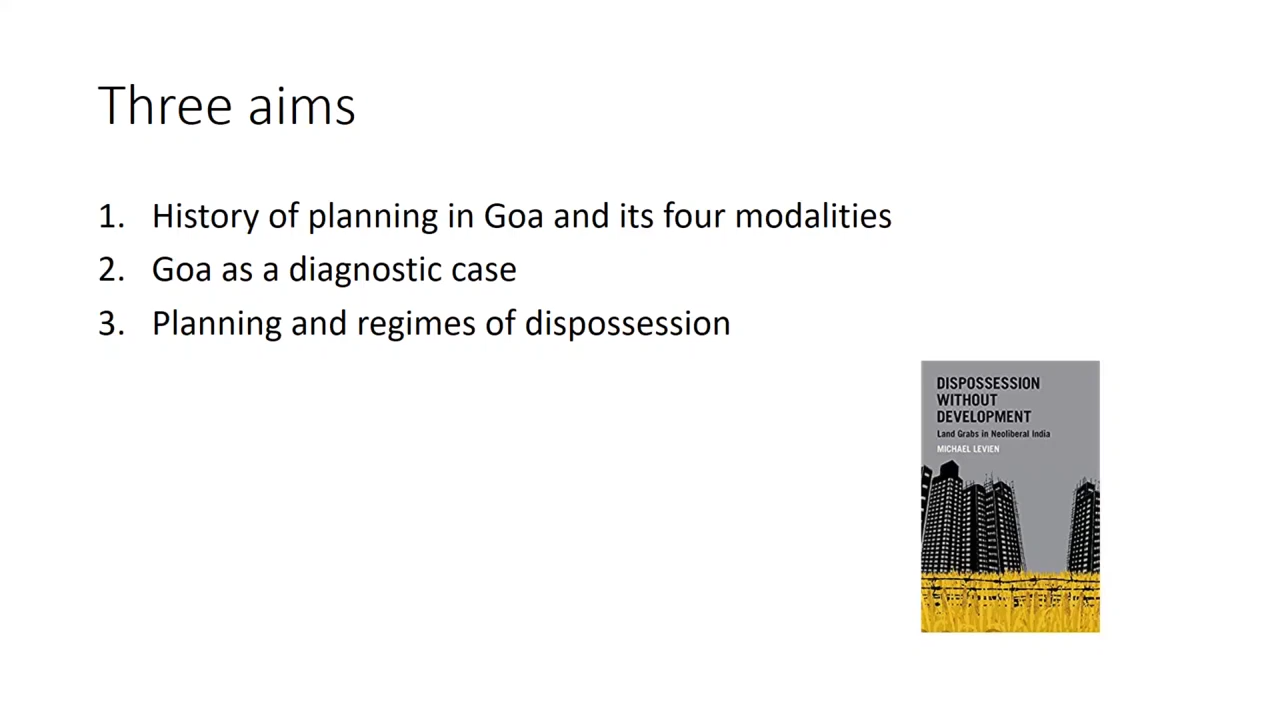 Three aims
1. History of planning in Goa and its four modalities
2. Goa as a diagnostic case
3. Planning and regimes of dispossession
DISPOSSESSION
WITHOUT
DEVELOPMENT
Land Grabs in Neoliberal India
MICHAEL LEVIEN